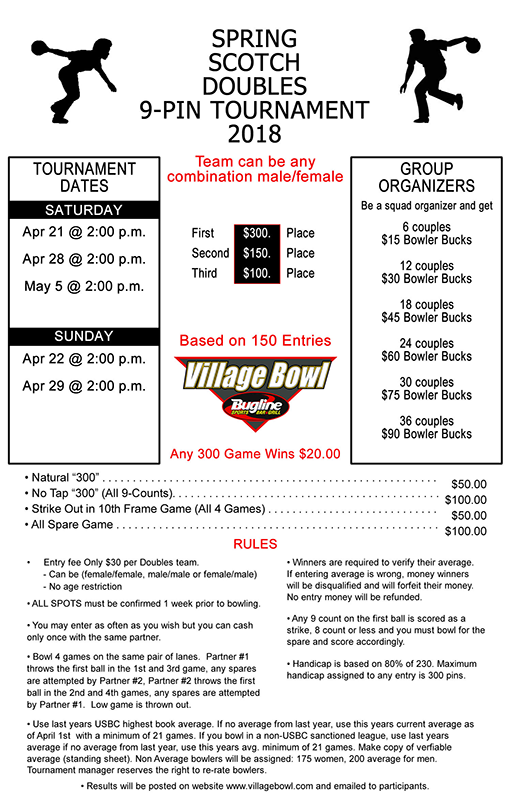 SPRING
SCOTCH
DOUBLES
9-PIN TOURNAMENT
2018
TOURNAMENT
DATES
SATURDAY
Apr 21 @ 2:00 p.m.
Apr 28 @ 2:00 p.m.
May 5 @ 2:00 p.m.
SUNDAY
Apr 22 @ 2:00 p.m.
Apr 29 @ 2:00 p.m.
Team can be any
combination male/female
First $300. Place
Second $150. Place
Third $100. Place
Based on 150 Entries
Village Bowl
Bugline
SPORTS BAR-GRILL
Any 300 Game Wins $20.00
GROUP
ORGANIZERS
Be a squad organizer and get
6 couples
$15 Bowler Bucks
12 couples
$30 Bowler Bucks
18 couples
$45 Bowler Bucks
24 couples
$60 Bowler Bucks
30 couples
$75 Bowler Bucks
36 couples
$90 Bowler Bucks
• Natural “300” . . . . . . . . . . . . . . . . . . . . . . . . . . . . . . . . . . . . . . . . . . . . . . . . . . . $50.00
• No Tap “300” (All 9-Counts). . . . . . . . . . . . . . . . . . . . . . . . . . . . . . . . . . . . . . . . $100.00
• Strike Out in 10th Frame Game (All 4 Games) . . . . . . . . . . . . . . . . . . . . . . . . . . $50.00
• All Spare Game . . . . . . . . . . . . . . . . . . . . . . . . . . . . . . . . . . . . . . . . . . . . . . . . . $100.00
RULES
• Entry fee Only $30 per Doubles team.
- Can be (female/female, male/male or female/male)
- No age restriction
• ALL SPOTS must be confirmed 1 week prior to bowling.
• You may enter as often as you wish but you can cash
only once with the same partner.
• Bowl 4 games on the same pair of lanes. Partner #1
throws the first ball in the 1st and 3rd game, any spares
are attempted by Partner #2, Partner #2 throws the first
ball in the 2nd and 4th games, any spares are attempted
by Partner #1. Low game is thrown out.
• Winners are required to verify their average.
If entering average is wrong, money winners
will be disqualified and will forfeit their money.
No entry money will be refunded.
• Any 9 count on the first ball is scored as a
strike, 8 count or less and you must bowl for the
spare and score accordingly.
• Handicap is based on 80% of 230. Maximum
handicap assigned to any entry is 300 pins.
• Use last years USBC highest book average. If no average from last year, use this years current average as
of April 1st with a minimum of 21 games. If you bowl in a non-USBC sanctioned league, use last years
average if no average from last year, use this years avg. minimum of 21 games. Make copy of verfiable
average (standing sheet). Non Average bowlers will be assigned: 175 women, 200 average for men.
Tournament manager reserves the right to re-rate bowlers.
• Results will be posted on website www.villagebowl.com and emailed to participants.